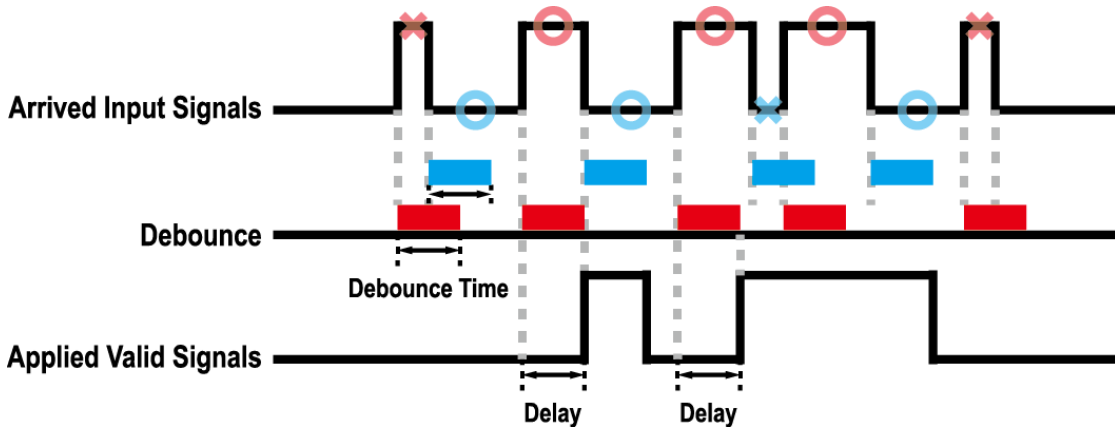 Arrived Input Signals
Debounce
Debounce Time
Applied Valid Signals
Delay
Delay